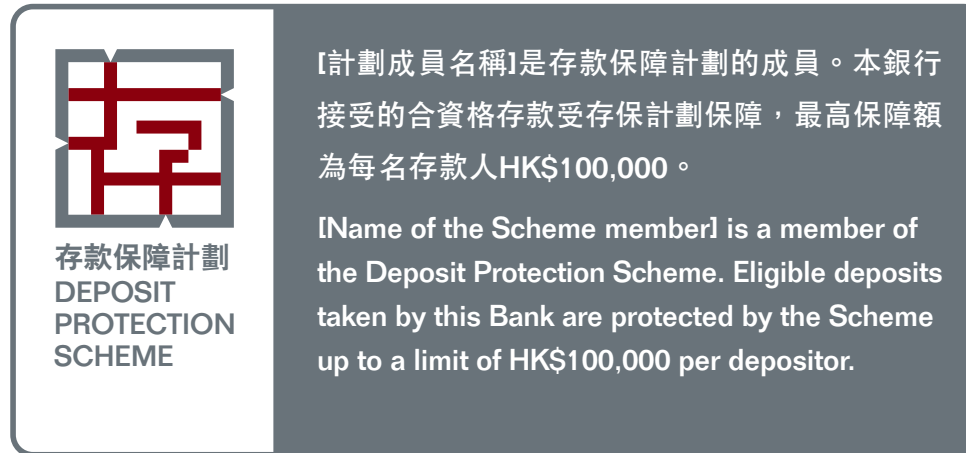 存款保障計劃
DEPOSIT
PROTECTION
SCHEME
[計劃成員名稱]是存款保障計劃的成員。本銀行
接受的合資格存款受存保計劃保障，最高保障額
為每名存款人HK$100,000。
[Name of the Scheme member] is a member of
the Deposit Protection Scheme. Eligible deposits
taken by this Bank are protected by the Scheme
up to a limit of HK$100,000 per depositor.